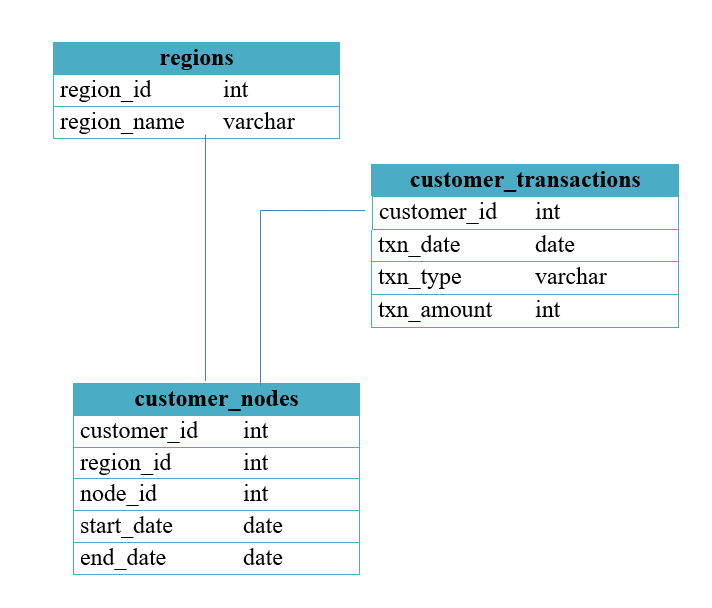 regions
region_id int
region_name varchar
customer_transactions
customer_id int
txn_date date
txn_type varchar
txn_amount int
customer_nodes
customer_id int
region_id int
node_id int
start_date date
end_date date